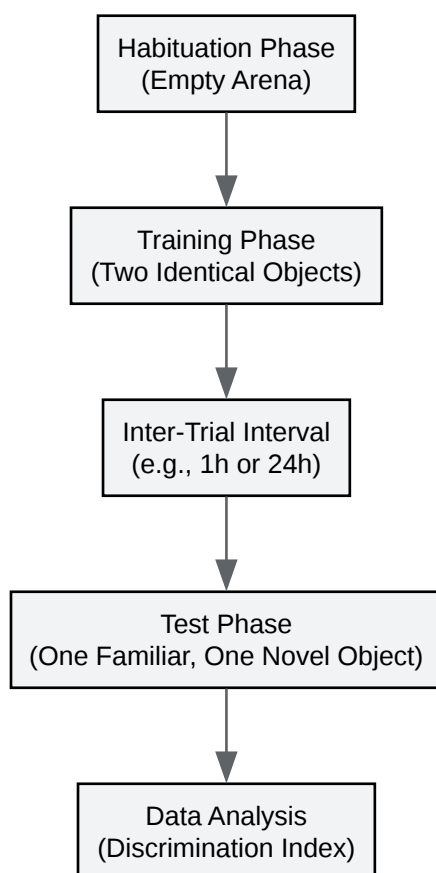 Habituation Phase
(Empty Arena)
Training Phase
(Two Identical Objects)
Inter-Trial Interval
(e.g., 1h or 24h)
Test Phase
(One Familiar, One Novel Object)
Data Analysis
(Discrimination Index)